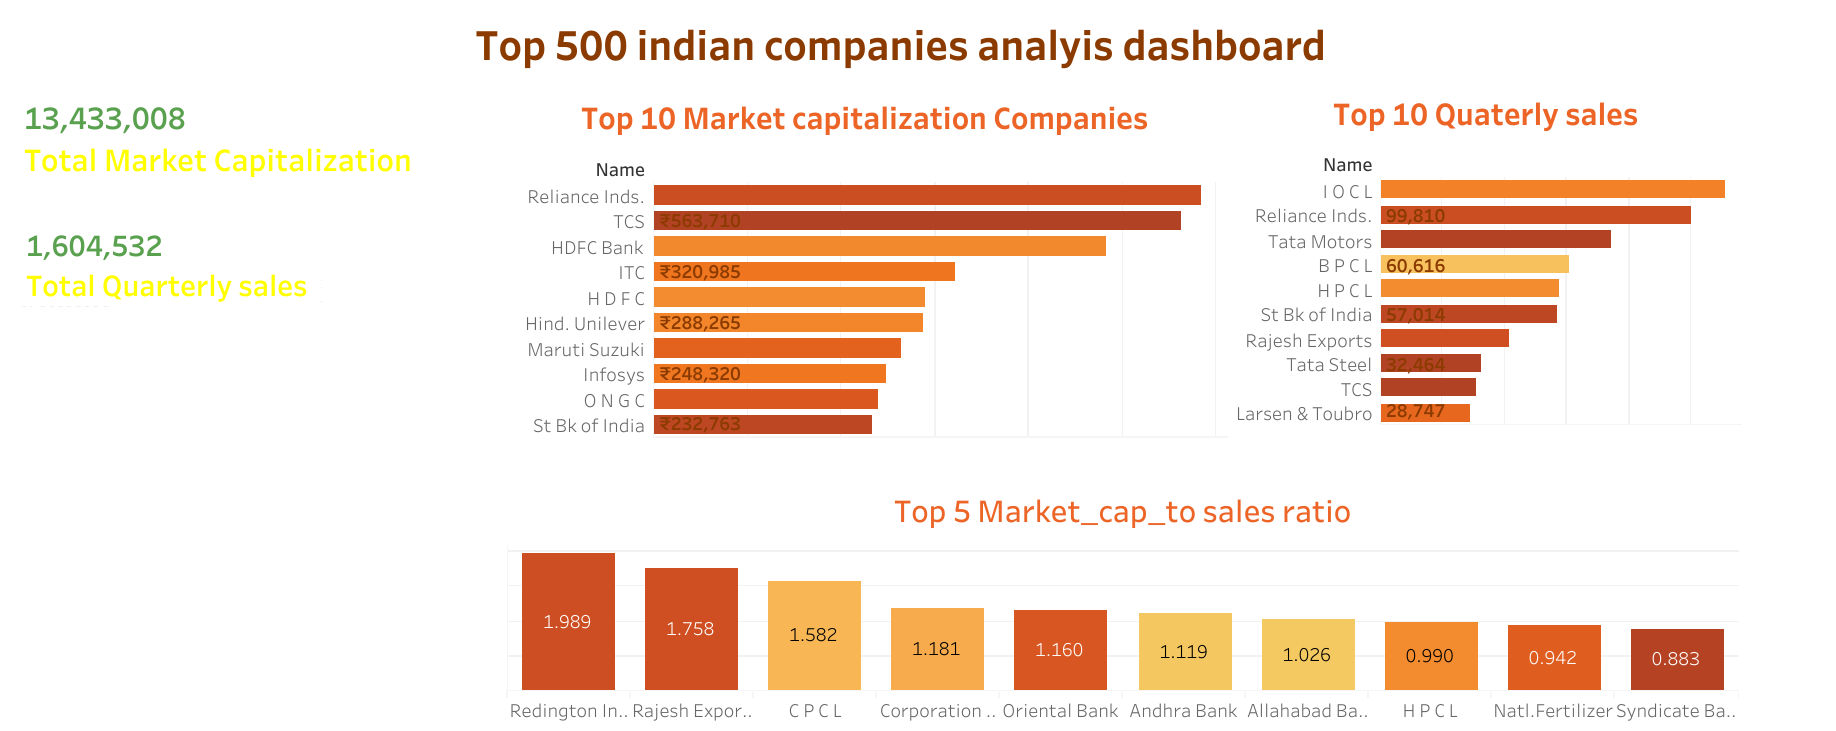 Top 500 indian companies analyis dashboard
13,433,008
Total Market Capitalization
1,604,532
Total Quarterly sales
Top 10 Market capitalization Companies
Name
Reliance Inds.
TCS ₹563,710
HDFC Bank
ITC ₹320,985
H D F C
Hind. Unilever ₹288,265
Maruti Suzuki
Infosys ₹248,320
O N G C
St Bk of India ₹232,763
Top 10 Quaterly sales
Name
I O C L
Reliance Inds. 99,810
Tata Motors
B P C L 60,616
H P C L
St Bk of India 57,014
Rajesh Exports
Tata Steel 32,464
TCS
Larsen & Toubro 28,747
Top 5 Market_cap_to sales ratio
1.989 1.758 1.582 1.181 1.160 1.119 1.026 0.990 0.942 0.883
Redington In.. Rajesh Expor.. C P C L Corporation .. Oriental Bank Andhra Bank Allahabad Ba.. H P C L Natl.Fertilizer Syndicate Ba..